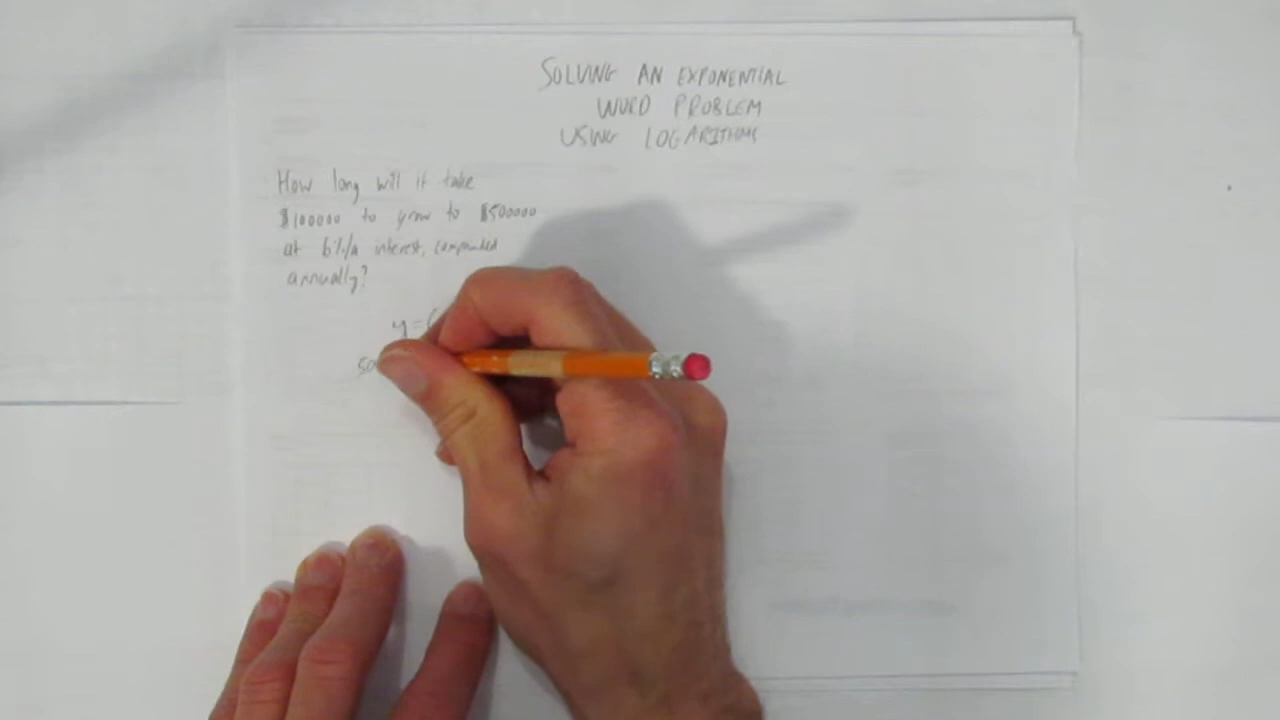 SOLVING AN EXPONENTIAL
WORD PROBLEM
USING LOGARITHMS
How long will it take
$100000 to grow to $500000
at 6%/a interest, compounded
annually?
y =
50